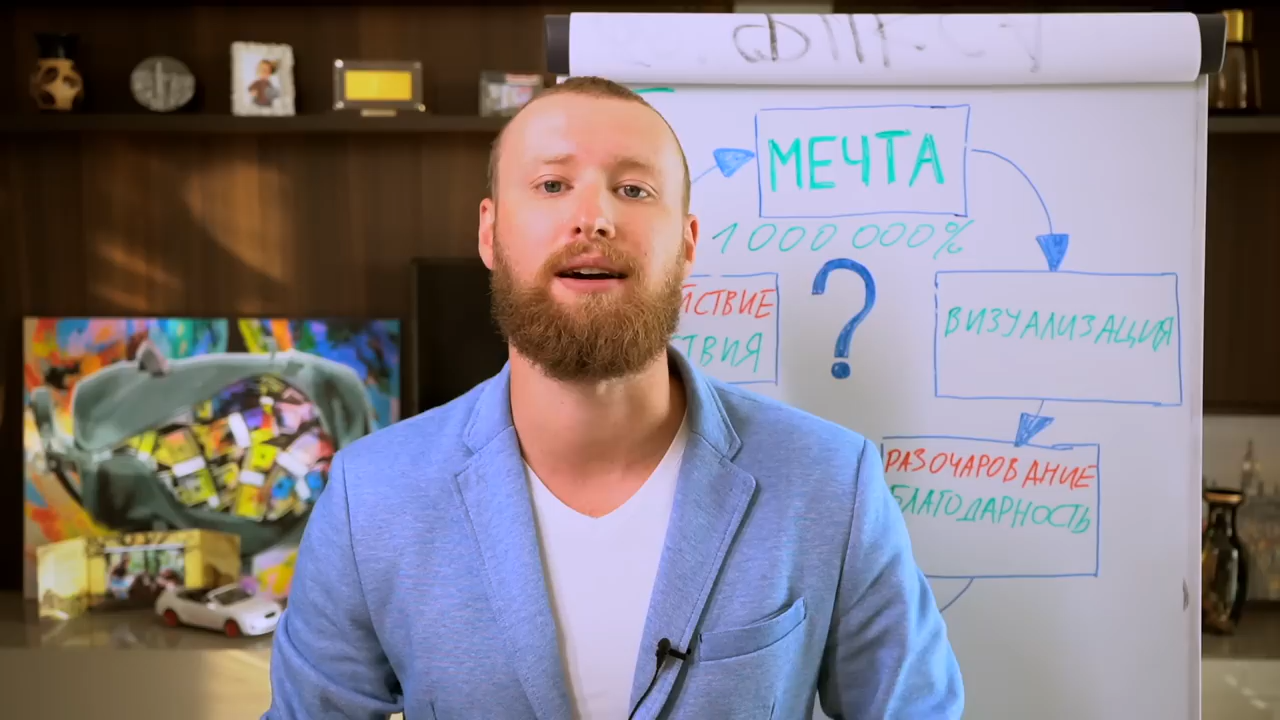 МЕЧТА
1 000 000%
?
ВИЗУАЛИЗАЦИЯ
РАЗОЧАРОВАНИЕ
БЛАГОДАРНОСТЬ